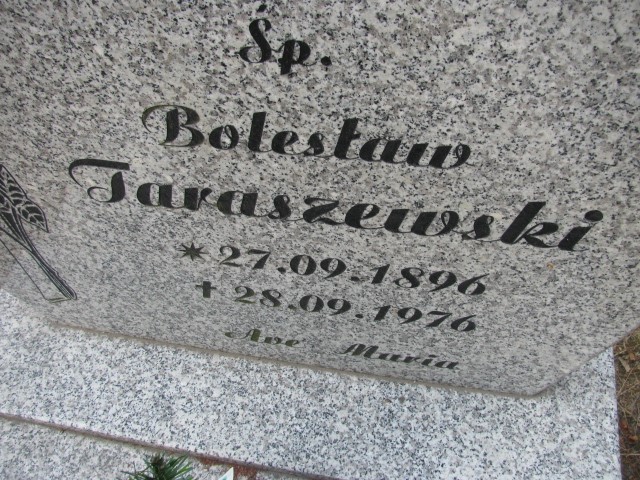 Śp.
Bolesław
Taraszewski
* 27.09.1896
✝ 28.09.1976
Ave Maria